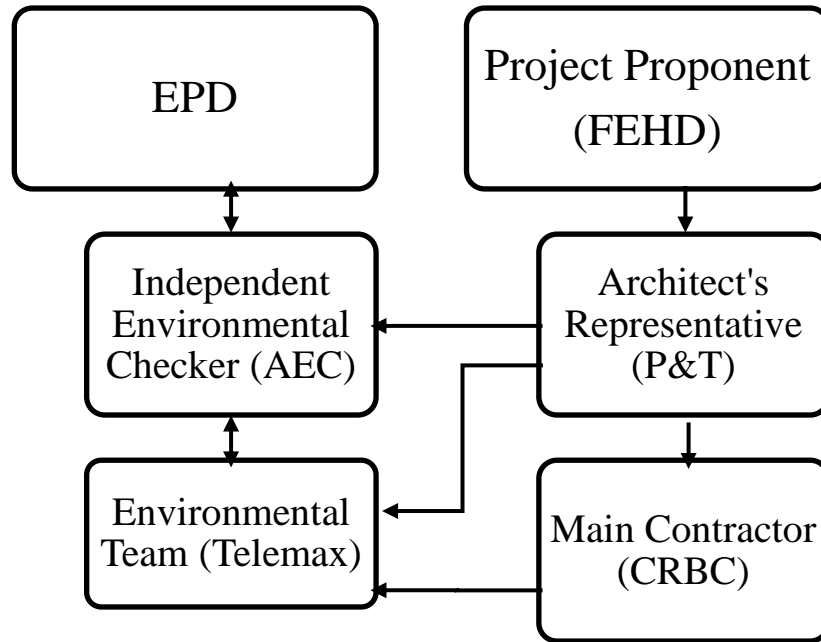 EPD
Project Proponent
(FEHD)
Independent
Environmental
Checker (AEC)
Architect's
Representative
(P&T)
Environmental
Team (Telemax)
Main Contractor
(CRBC)